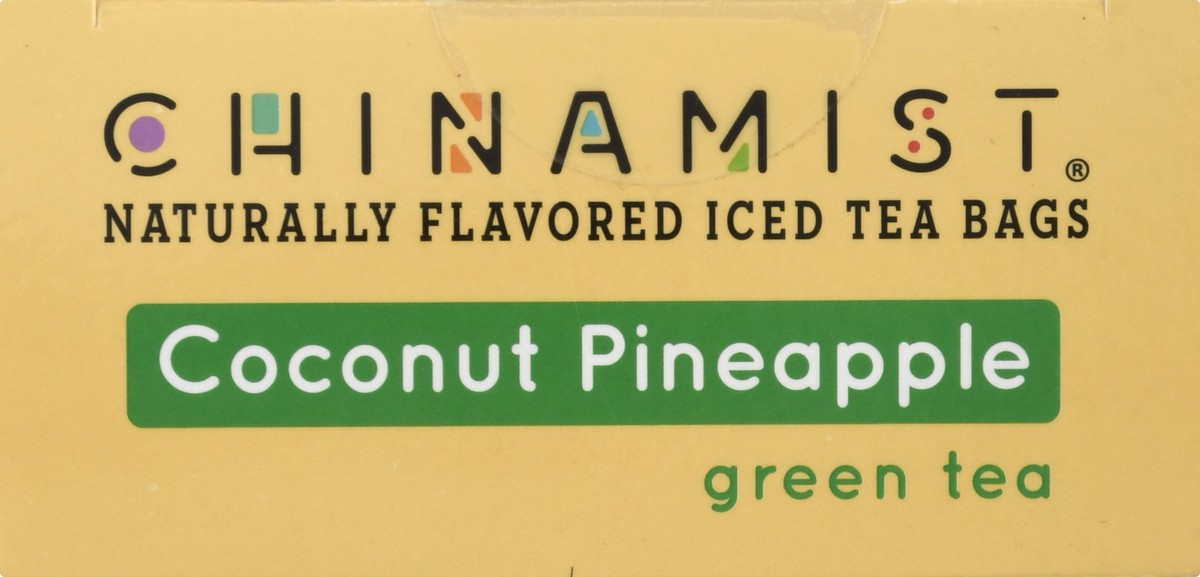 CHINAMIST®
NATURALLY FLAVORED ICED TEA BAGS
Coconut Pineapple
green tea